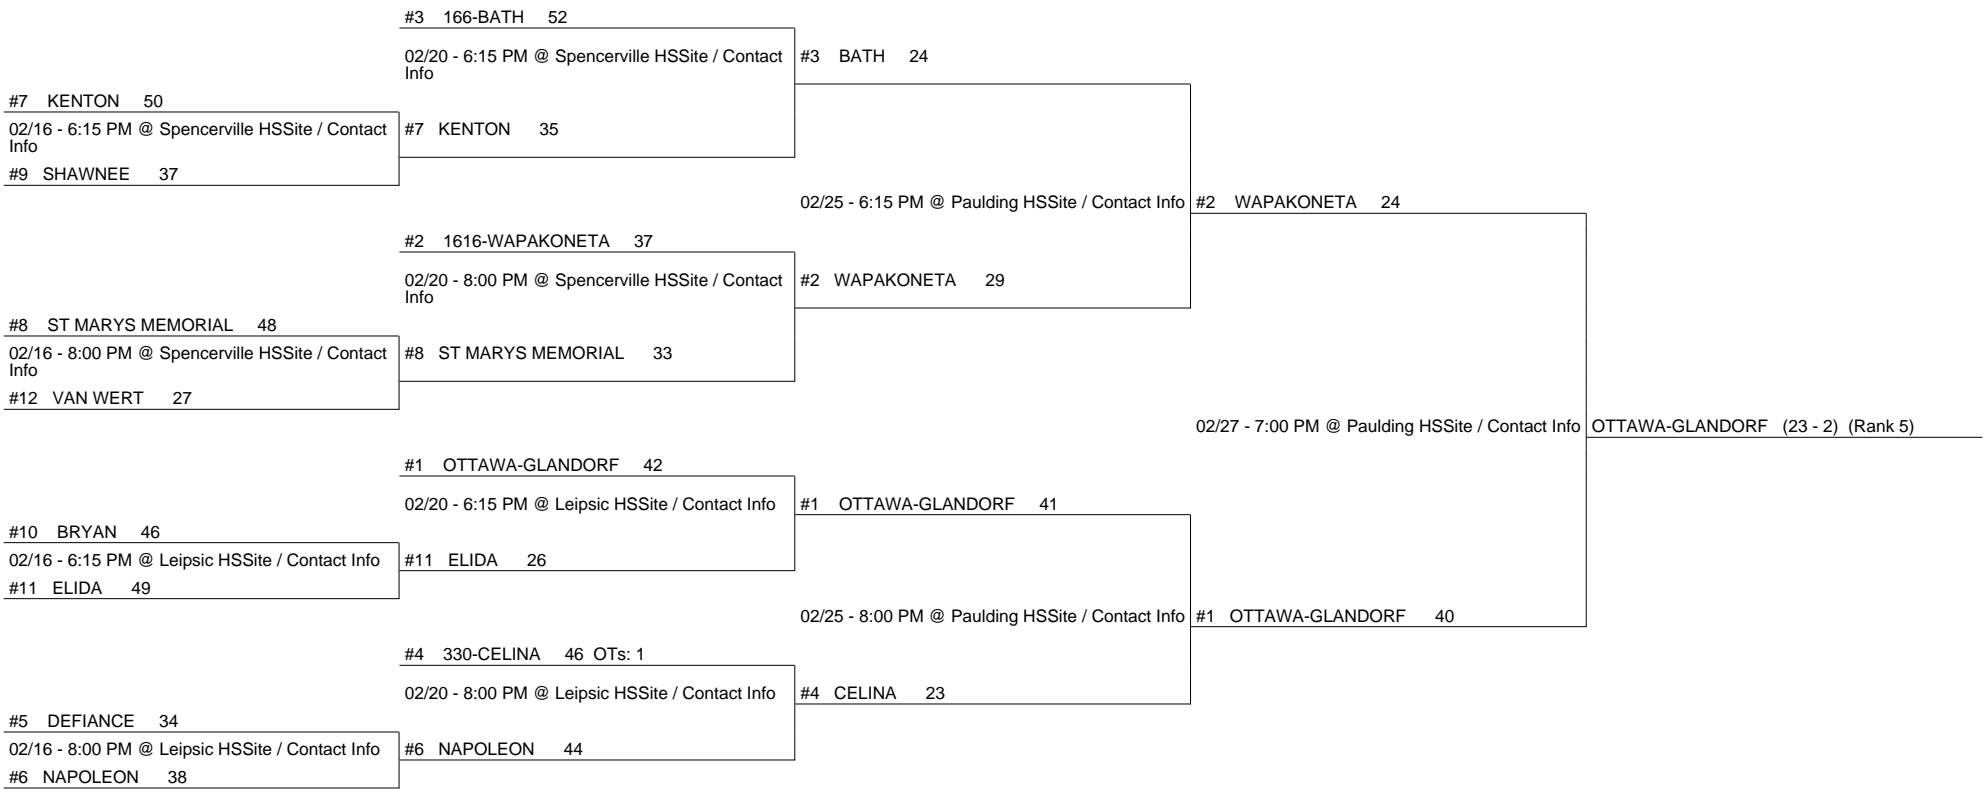 #3 166-BATH 52
02/20 - 6:15 PM @ Spencerville HSSite / Contact
Info
#3 BATH 24
#7 KENTON 50
02/16 - 6:15 PM @ Spencerville HSSite / Contact
Info
#7 KENTON 35
#9 SHAWNEE 37
02/25 - 6:15 PM @ Paulding HSSite / Contact Info
#2 WAPAKONETA 24
#2 1616-WAPAKONETA 37
02/20 - 8:00 PM @ Spencerville HSSite / Contact
Info
#2 WAPAKONETA 29
#8 ST MARYS MEMORIAL 48
02/16 - 8:00 PM @ Spencerville HSSite / Contact
Info
#8 ST MARYS MEMORIAL 33
#12 VAN WERT 27
02/27 - 7:00 PM @ Paulding HSSite / Contact Info
OTTAWA-GLANDORF (23 - 2) (Rank 5)
#1 OTTAWA-GLANDORF 42
02/20 - 6:15 PM @ Leipsic HSSite / Contact Info
#1 OTTAWA-GLANDORF 41
#10 BRYAN 46
02/16 - 6:15 PM @ Leipsic HSSite / Contact Info
#11 ELIDA 26
#11 ELIDA 49
02/25 - 8:00 PM @ Paulding HSSite / Contact Info
#1 OTTAWA-GLANDORF 40
#4 330-CELINA 46 OTs: 1
02/20 - 8:00 PM @ Leipsic HSSite / Contact Info
#4 CELINA 23
#5 DEFIANCE 34
02/16 - 8:00 PM @ Leipsic HSSite / Contact Info
#6 NAPOLEON 44
#6 NAPOLEON 38